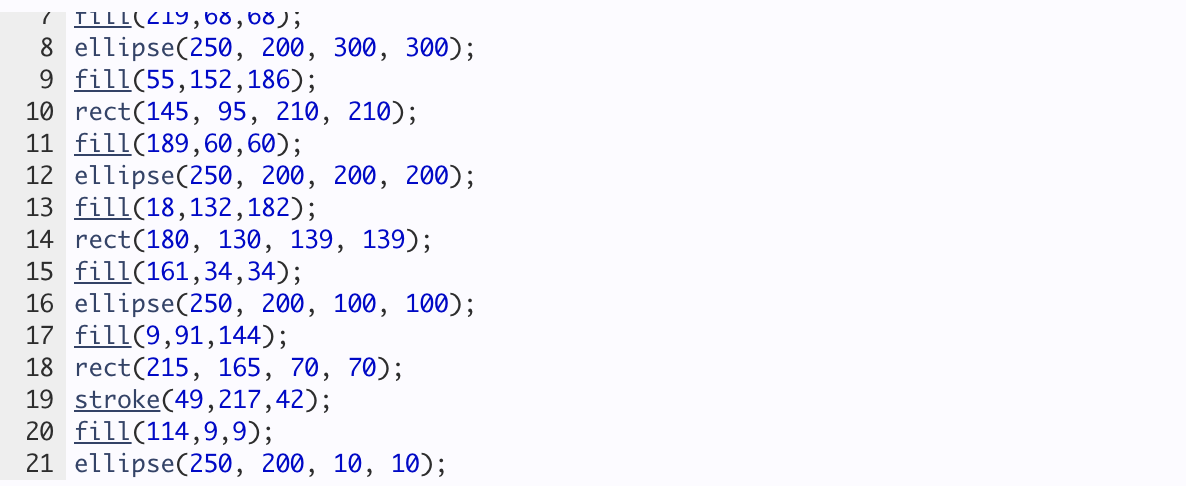 7 fill(219,68,68);
8 ellipse(250, 200, 300, 300);
9 fill(55,152,186);
10 rect(145, 95, 210, 210);
11 fill(189,60,60);
12 ellipse(250, 200, 200, 200);
13 fill(18,132,182);
14 rect(180, 130, 139, 139);
15 fill(161,34,34);
16 ellipse(250, 200, 100, 100);
17 fill(9,91,144);
18 rect(215, 165, 70, 70);
19 stroke(49,217,42);
20 fill(114,9,9);
21 ellipse(250, 200, 10, 10);